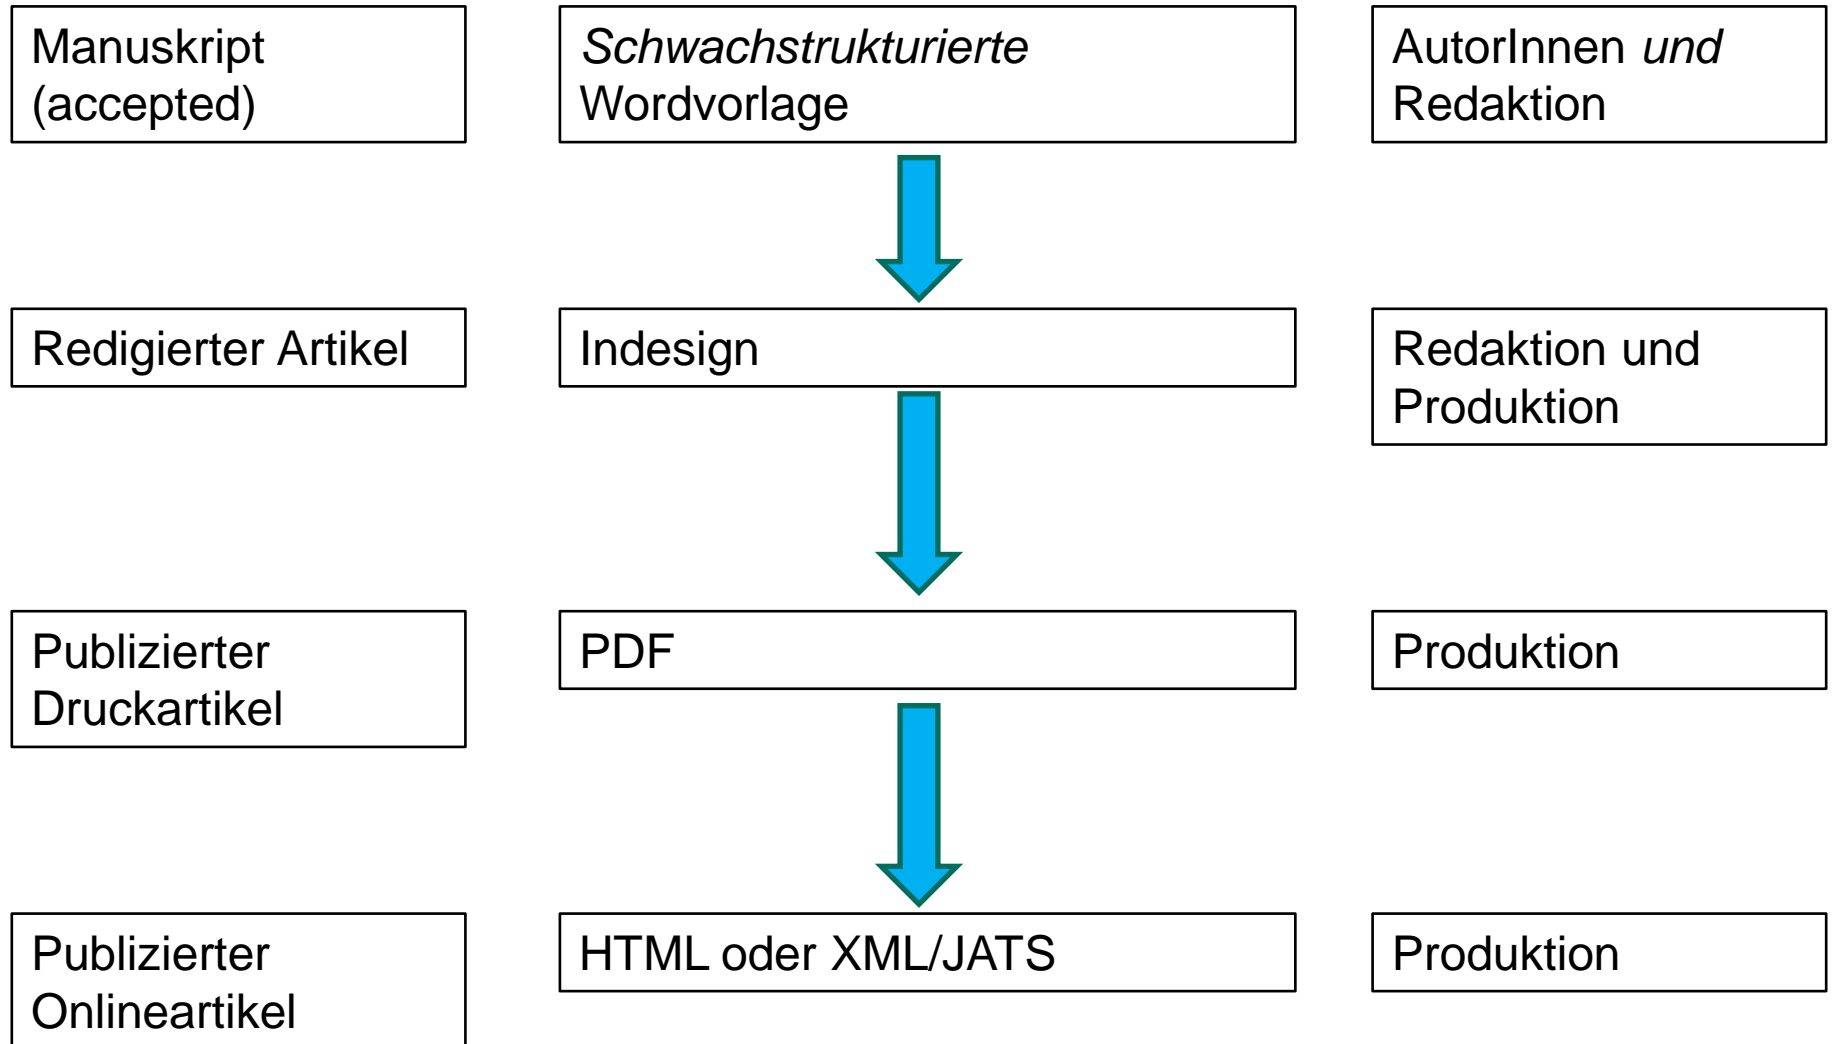 Manuskript
(accepted)
Schwachstrukturierte
Wordvorlage
AutorInnen und
Redaktion
Redigierter Artikel
Indesign
Redaktion und
Produktion
Publizierter
Druckartikel
PDF
Produktion
Publizierter
Onlineartikel
HTML oder XML/JATS
Produktion